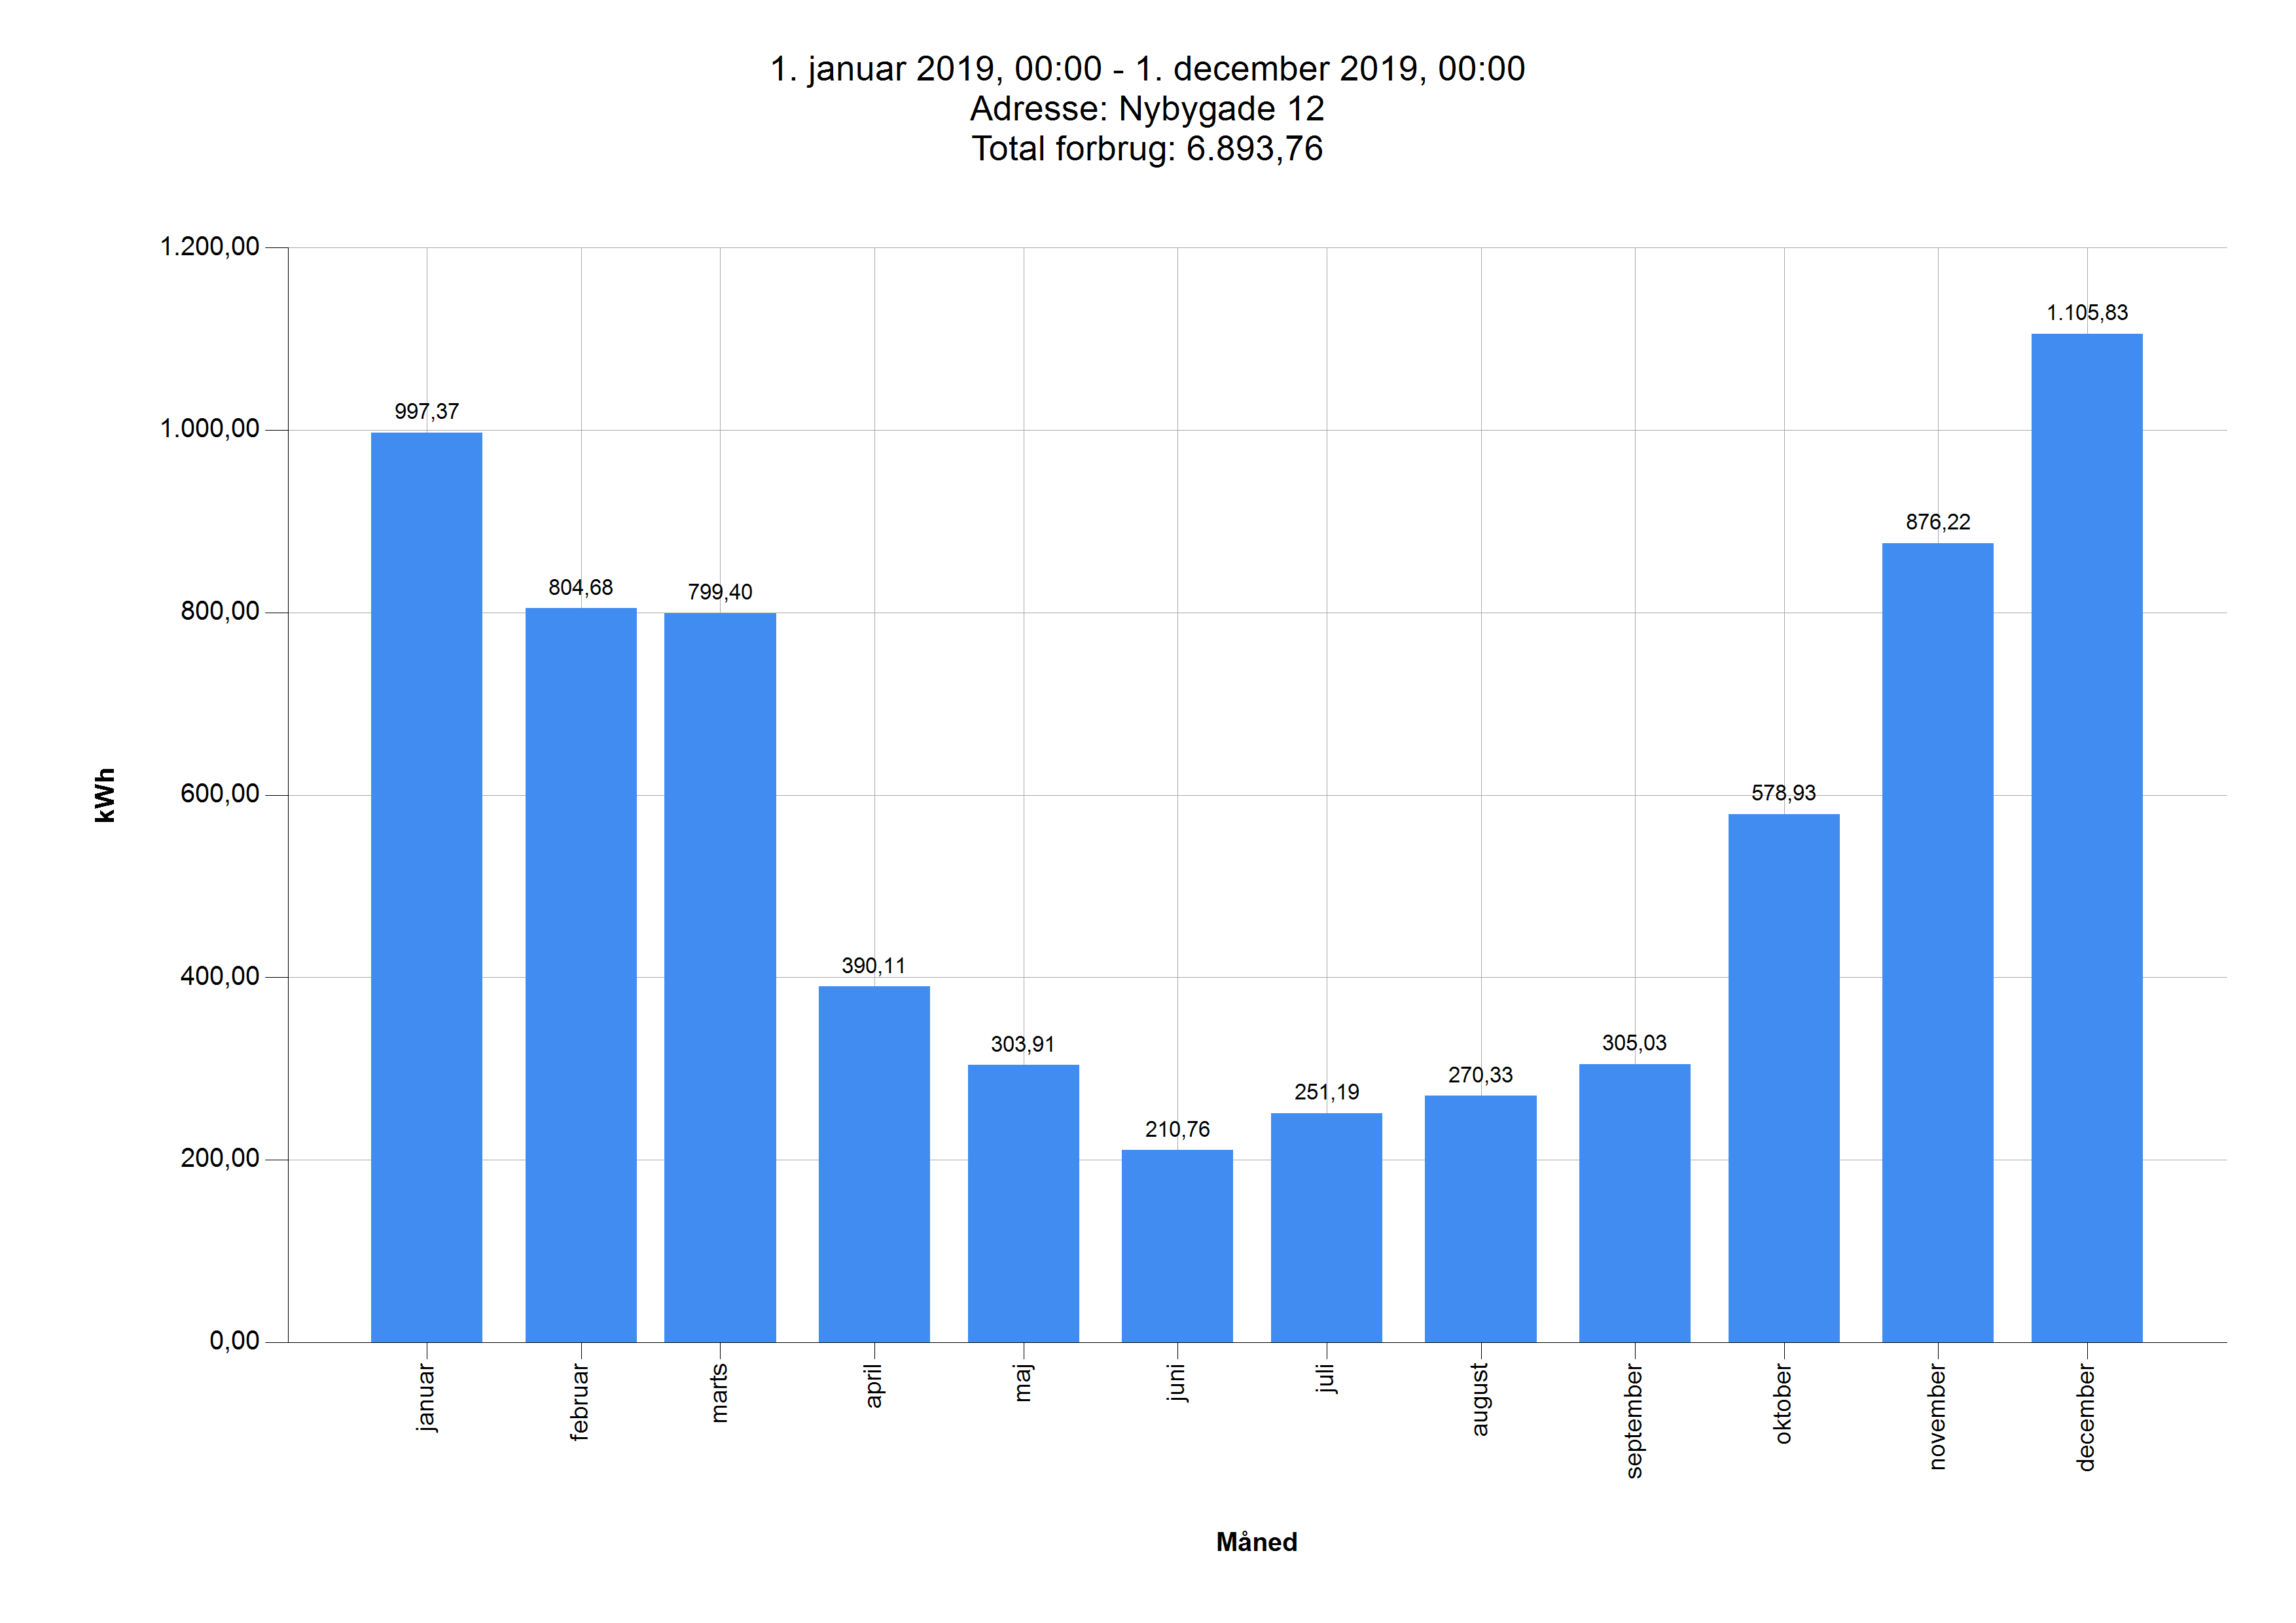 1. januar 2019, 00:00 - 1. december 2019, 00:00
Adresse: Nybygade 12
Total forbrug: 6.893,76
1.200,00
1.000,00
800,00
600,00
400,00
200,00
0,00
kWh
997,37
804,68
799,40
390,11
303,91
210,76
251,19
270,33
305,03
578,93
876,22
1.105,83
januar
februar
marts
april
maj
juni
juli
august
september
oktober
november
december
Måned